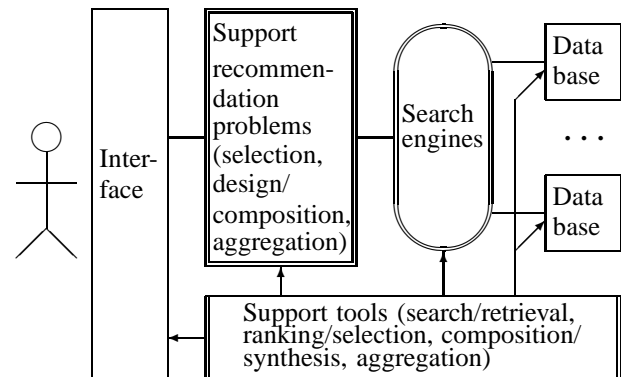 Inter-
face
Support
recommen-
dation
problems
(selection,
design/
composition,
aggregation)
Search
engines
Data
base
. . .
Data
base
Support tools (search/retrieval,
ranking/selection, composition/
synthesis, aggregation)